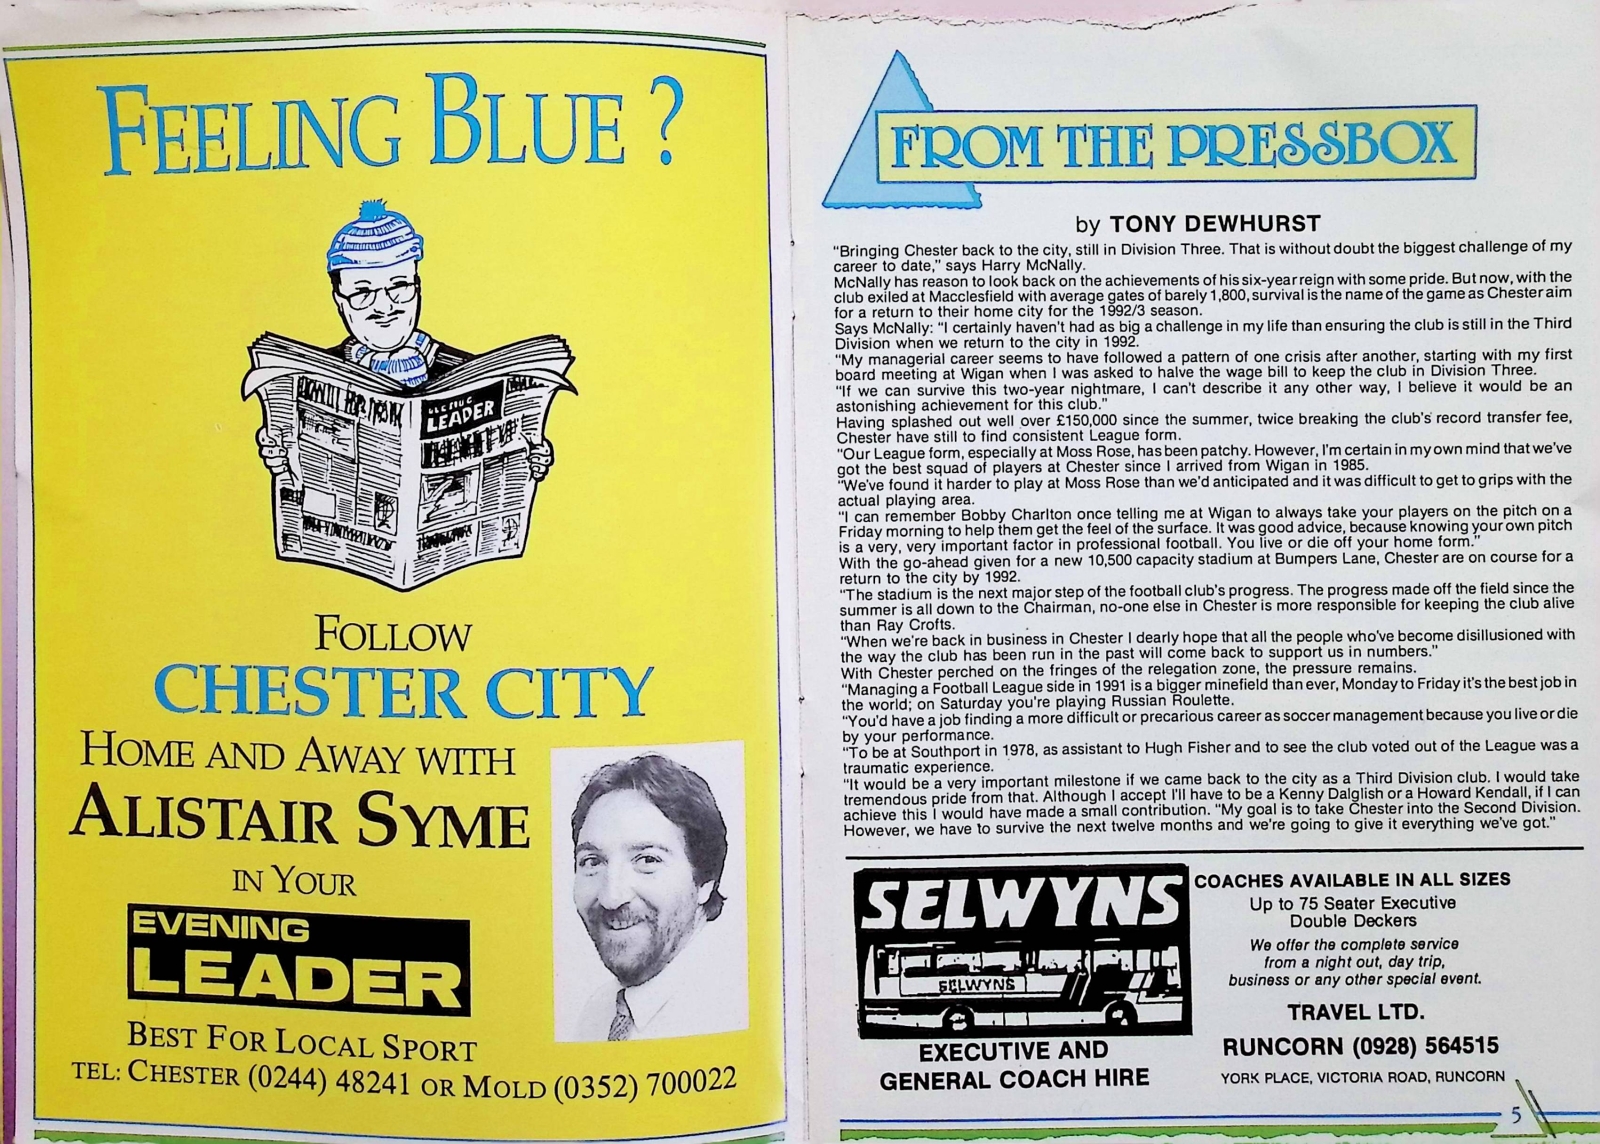 FEELING BLUE ?
EVENING
LEADER
FOLLOW
CHESTER CITY
HOME AND AWAY WITH
ALISTAIR SYME
IN YOUR
EVENING
LEADER
BEST FOR LOCAL SPORT
TEL: CHESTER (0244) 48241 OR MOLD (0352) 700022
FROM THE PRESSBOX
by TONY DEWHURST
"Bringing Chester back to the city, still in Division Three. That is without doubt the biggest challenge of my
career to date," says Harry McNally.
McNally has reason to look back on the achievements of his six-year reign with some pride. But now, with the
club exiled at Macclesfield with average gates of barely 1,800, survival is the name of the game as Chester aim
for a return to their home city for the 1992/3 season.
Says McNally: "I certainly haven't had as big a challenge in my life than ensuring the club is still in the Third
Division when we return to the city in 1992.
"My managerial career seems to have followed a pattern of one crisis after another, starting with my first
board meeting at Wigan when I was asked to halve the wage bill to keep the club in Division Three.
"If we can survive this two-year nightmare, I can't describe it any other way, I believe it would be an
astonishing achievement for this club."
Having splashed out well over £150,000 since the summer, twice breaking the club's record transfer fee,
Chester have still to find consistent League form.
"Our League form, especially at Moss Rose, has been patchy. However, I'm certain in my own mind that we've
got the best squad of players at Chester since I arrived from Wigan in 1985.
"We've found it harder to play at Moss Rose than we'd anticipated and it was difficult to get to grips with the
actual playing area.
"I can remember Bobby Charlton once telling me at Wigan to always take your players on the pitch on a
Friday morning to help them get the feel of the surface. It was good advice, because knowing your own pitch
is a very, very important factor in professional football. You live or die off your home form."
With the go-ahead given for a new 10,500 capacity stadium at Bumpers Lane, Chester are on course for a
return to the city by 1992.
"The stadium is the next major step of the football club's progress. The progress made off the field since the
summer is all down to the Chairman, no-one else in Chester is more responsible for keeping the club alive
than Ray Crofts.
"When we're back in business in Chester I dearly hope that all the people who've become disillusioned with
the way the club has been run in the past will come back to support us in numbers."
With Chester perched on the fringes of the relegation zone, the pressure remains.
"Managing a Football League side in 1991 is a bigger minefield than ever, Monday to Friday it's the best job in
the world; on Saturday you're playing Russian Roulette.
"You'd have a job finding a more difficult or precarious career as soccer management because you live or die
by your performance.
"To be at Southport in 1978, as assistant to Hugh Fisher and to see the club voted out of the League was a
traumatic experience.
"It would be a very important milestone if we came back to the city as a Third Division club. I would take
tremendous pride from that. Although I accept I'll have to be a Kenny Dalglish or a Howard Kendall, if I can
achieve this I would have made a small contribution. "My goal is to take Chester into the Second Division.
However, we have to survive the next twelve months and we're going to give it everything we've got."
SELWYNS
SELWYNS
EXECUTIVE AND
GENERAL COACH HIRE
COACHES AVAILABLE IN ALL SIZES
Up to 75 Seater Executive
Double Deckers
We offer the complete service
from a night out, day trip,
business or any other special event.
TRAVEL LTD.
RUNCORN (0928) 564515
YORK PLACE, VICTORIA ROAD, RUNCORN
5